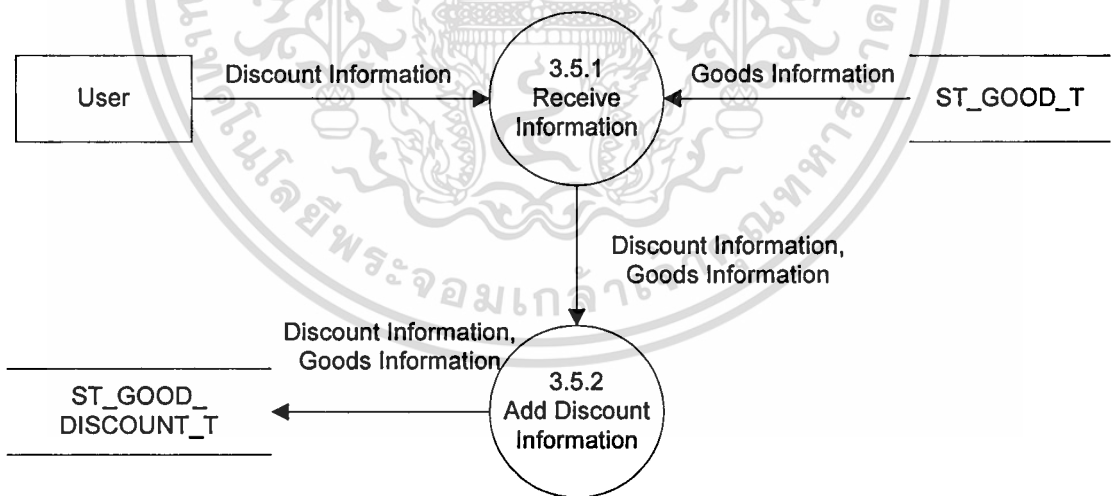 User
Discount Information
3.5.1
Receive
Information
Goods Information
ST_GOOD_T
Discount Information,
Goods Information
Discount Information,
Goods Information
ST_GOOD_
DISCOUNT_T
3.5.2
Add Discount
Information